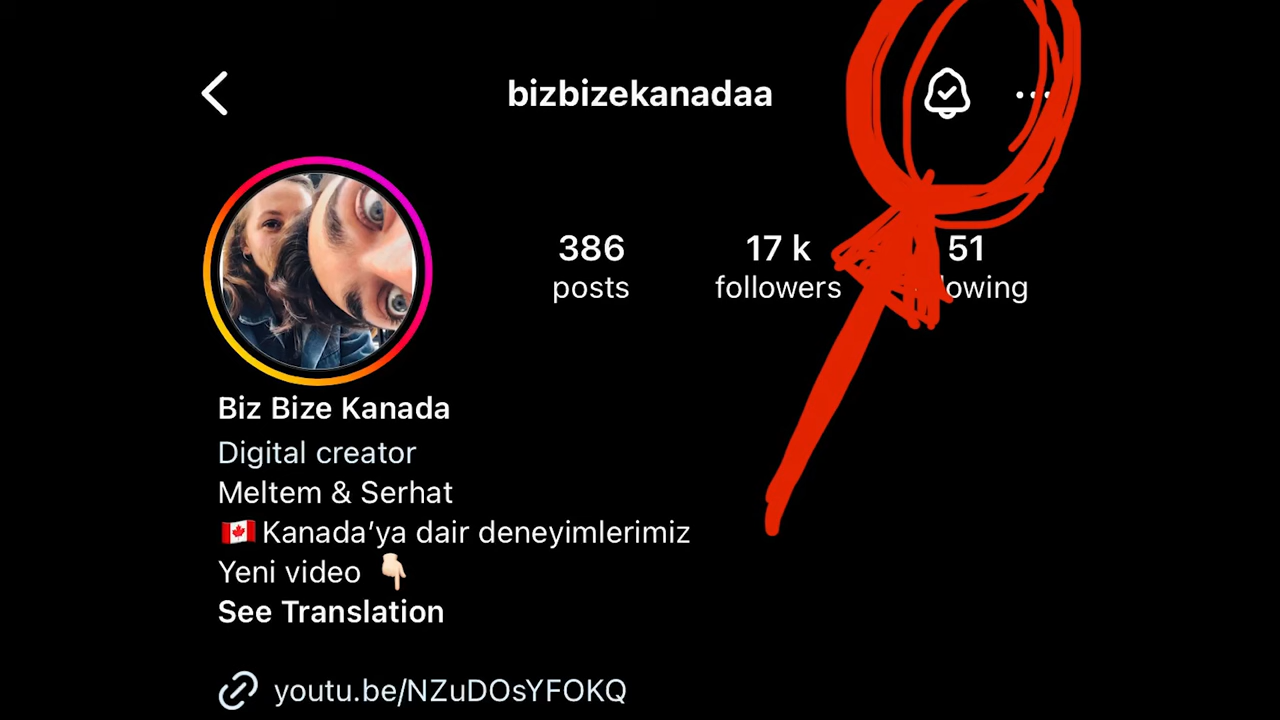 bizbizekanadaa
386 17 k 51
posts followers lowing
Biz Bize Kanada
Digital creator
Meltem & Serhat
🇨🇦 Kanada’ya dair deneyimlerimiz
Yeni video 👇🏻
See Translation
youtu.be/NZuDOsYFOKQ